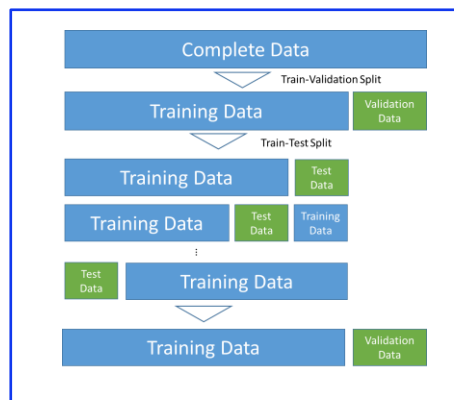 Complete Data
Train-Validation Split
Training Data
Validation
Data
Train-Test Split
Training Data
Test
Data
Training Data
Test
Data
Training
Data
...
Test
Data
Training Data
Training Data
Validation
Data